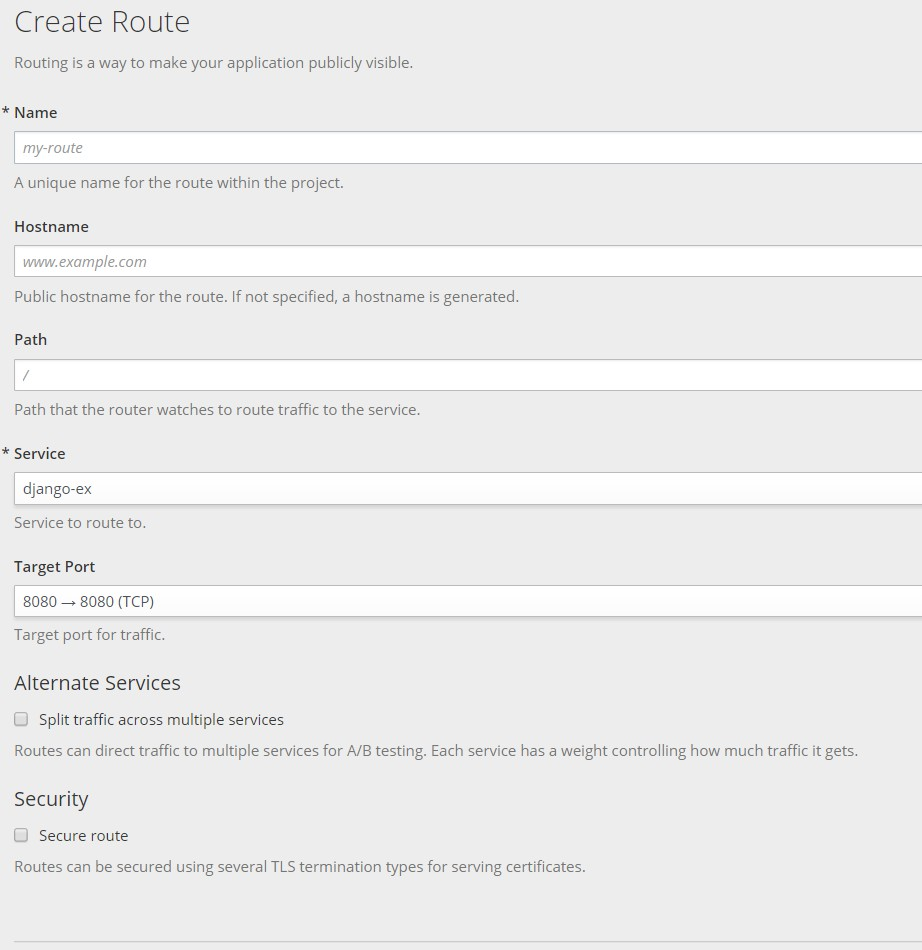 Create Route
Routing is a way to make your application publicly visible.
* Name
my-route
A unique name for the route within the project.
Hostname
www.example.com
Public hostname for the route. If not specified, a hostname is generated.
Path
/
Path that the router watches to route traffic to the service.
* Service
django-ex
Service to route to.
Target Port
8080 → 8080 (TCP)
Target port for traffic.
Alternate Services
Split traffic across multiple services
Routes can direct traffic to multiple services for A/B testing. Each service has a weight controlling how much traffic it gets.
Security
Secure route
Routes can be secured using several TLS termination types for serving certificates.